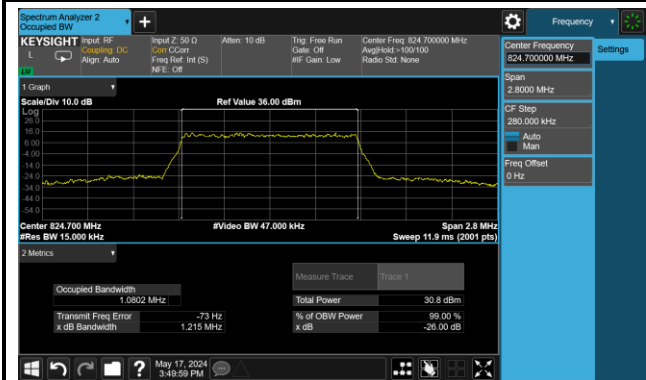 Spectrum Analyzer 2
Occupied BW
Frequency
KEYSIGHT Input: RF Input Z: 50 Ω Atten: 10 dB Trig: Free Run Center Freq: 824.700000 MHz
L Coupling: DC Corr CCorr Gate: Off Avg|Hold:>100/100
Align: Auto Freq Ref: Int (S) #IF Gain: Low Radio Std: None
NFE: Off
Center Frequency
824.700000 MHz
Settings
Span
2.8000 MHz
CF Step
280.000 kHz
Auto
Man
Freq Offset
0 Hz
1 Graph
Scale/Div 10.0 dB Ref Value 36.00 dBm
Log
26.0
16.0
6.00
-4.00
-14.0
-24.0
-34.0
-44.0
-54.0
Center 824.700 MHz #Video BW 47.000 kHz Span 2.8 MHz
#Res BW 15.000 kHz Sweep 11.9 ms (2001 pts)
2 Metrics
Measure Trace Trace 1
Occupied Bandwidth
1.0802 MHz Total Power 30.8 dBm
Transmit Freq Error -73 Hz % of OBW Power 99.00 %
x dB Bandwidth 1.215 MHz x dB -26.00 dB
? May 17, 2024
3:49:59 PM